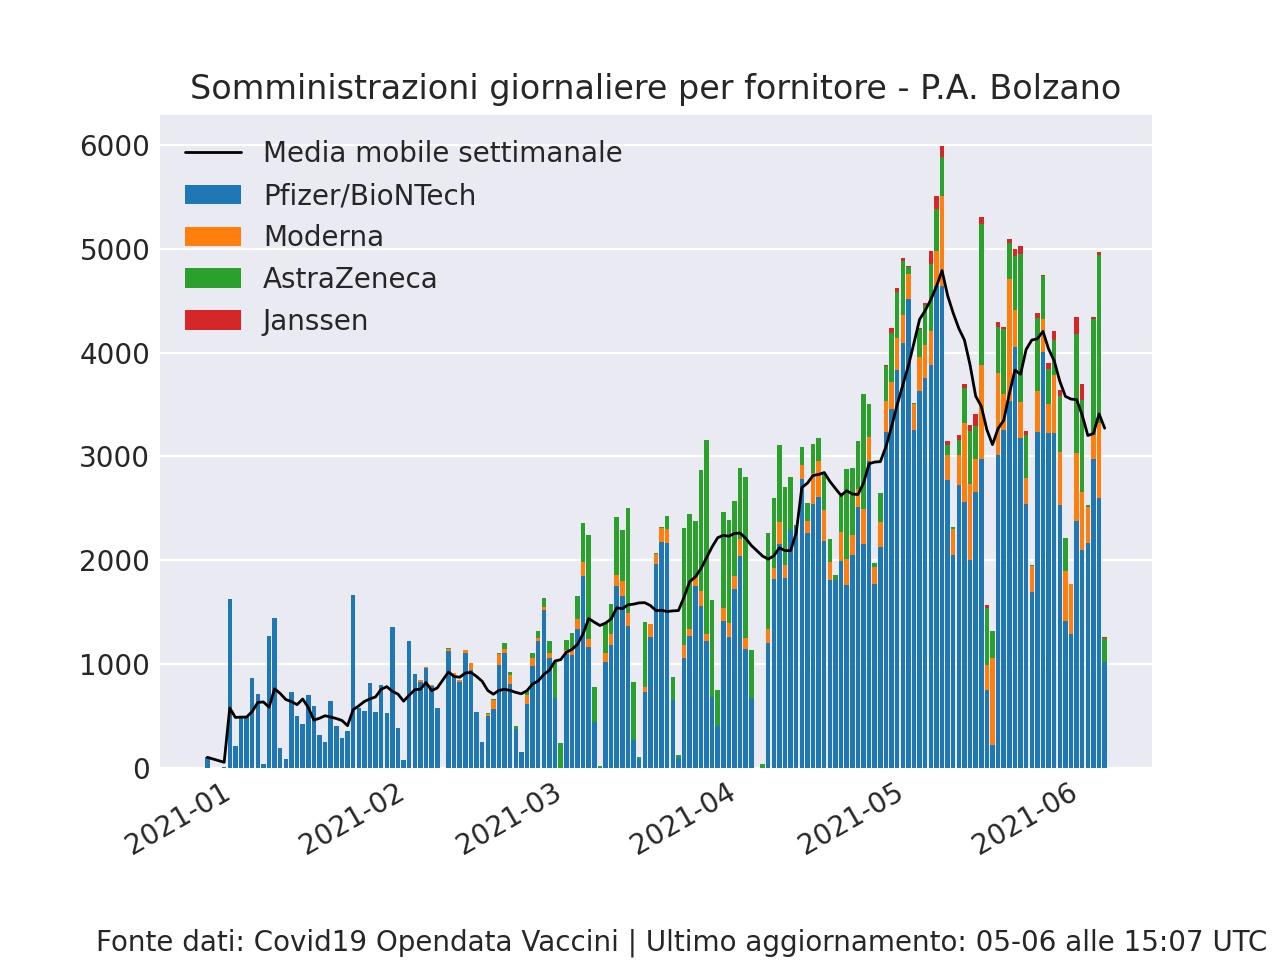 Somministrazioni giornaliere per fornitore - P.A. Bolzano
Media mobile settimanale
Pfizer/BioNTech
Moderna
AstraZeneca
Janssen
6000
5000
4000
3000
2000
1000
0
2021-01
2021-02
2021-03
2021-04
2021-05
2021-06
Fonte dati: Covid19 Opendata Vaccini | Ultimo aggiornamento: 05-06 alle 15:07 UTC